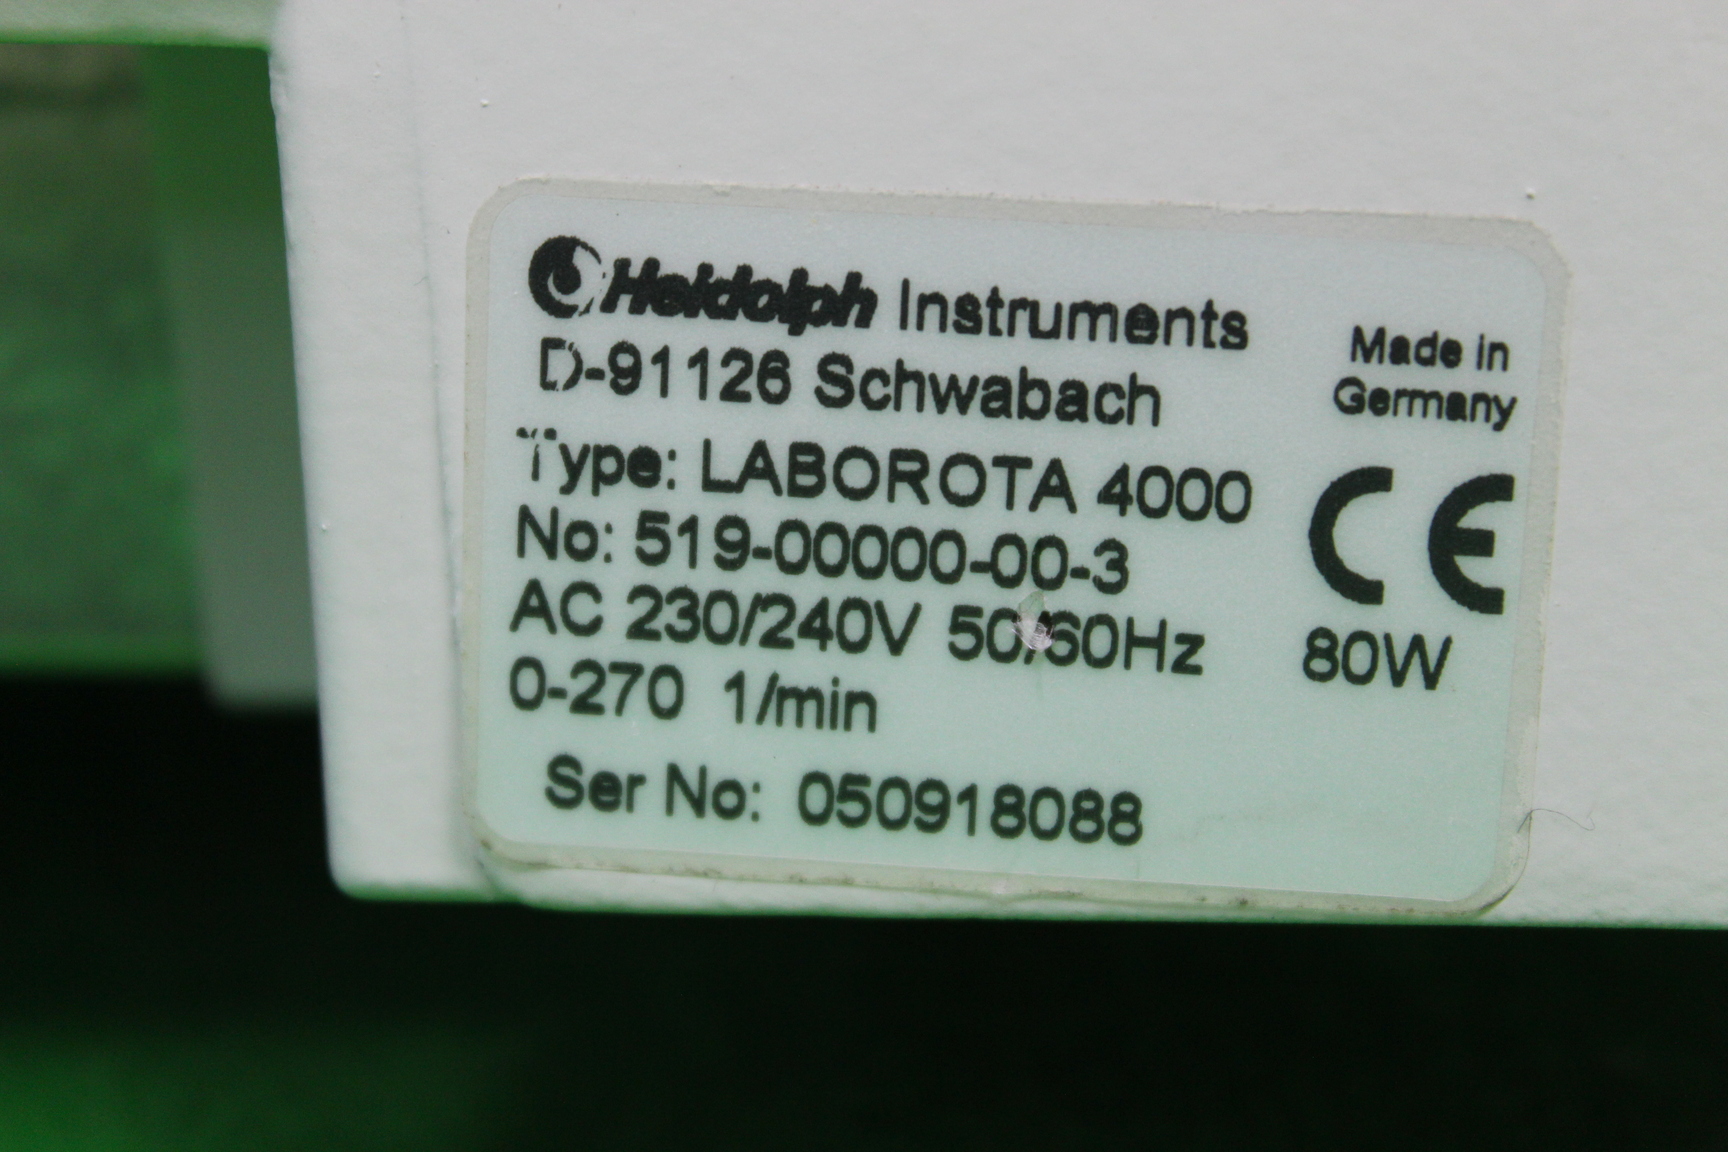 Heidolph Instruments
D-91126 Schwabach
Made in
Germany
Type: LABOROTA 4000
No: 519-00000-00-3
CE
AC 230/240V 50/60Hz 80W
0-270 1/min
Ser No: 050918088